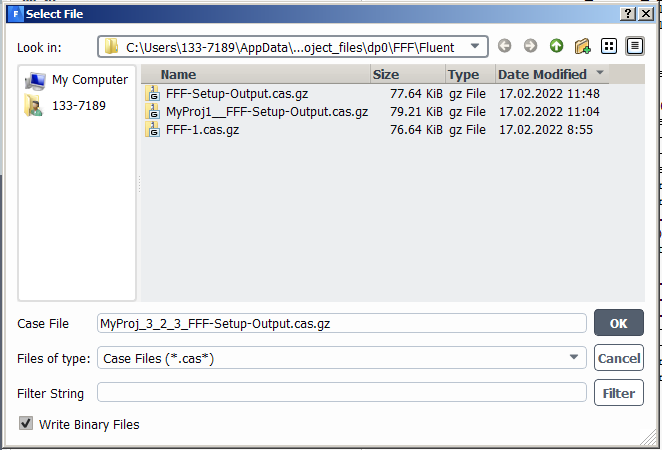 Select File
Look in: C:\Users\133-7189\AppData\...oject_files\dp0\FFF\Fluent
My Computer
133-7189
Name Size Type Date Modified
FFF-Setup-Output.cas.gz 77.64 KiB gz File 17.02.2022 11:48
MyProj1__FFF-Setup-Output.cas.gz 79.21 KiB gz File 17.02.2022 11:04
FFF-1.cas.gz 76.64 KiB gz File 17.02.2022 8:55
Case File MyProj_3_2_3_FFF-Setup-Output.cas.gz OK
Files of type: Case Files (*.cas*) Cancel
Filter String Filter
Write Binary Files